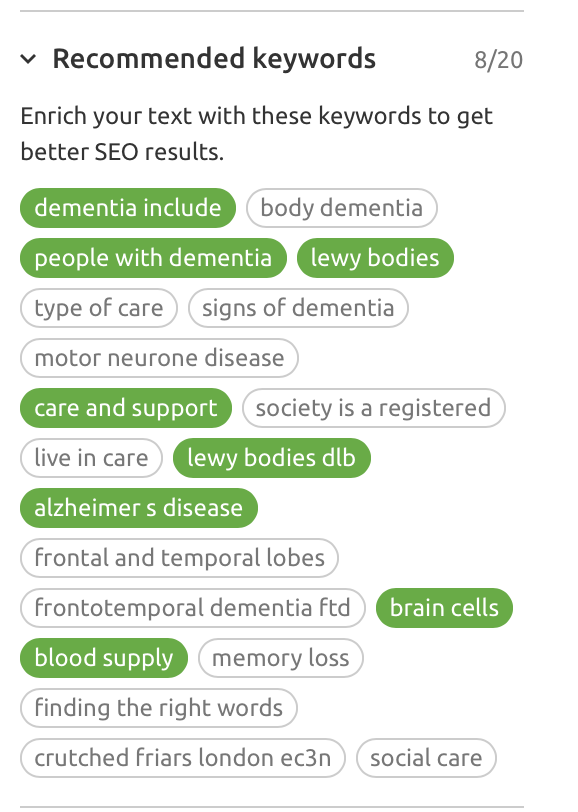 Recommended keywords 8/20
Enrich your text with these keywords to get
better SEO results.
dementia include body dementia
people with dementia lewy bodies
type of care signs of dementia
motor neurone disease
care and support society is a registered
live in care lewy bodies dlb
alzheimer s disease
frontal and temporal lobes
frontotemporal dementia ftd brain cells
blood supply memory loss
finding the right words
crutched friars london ec3n social care